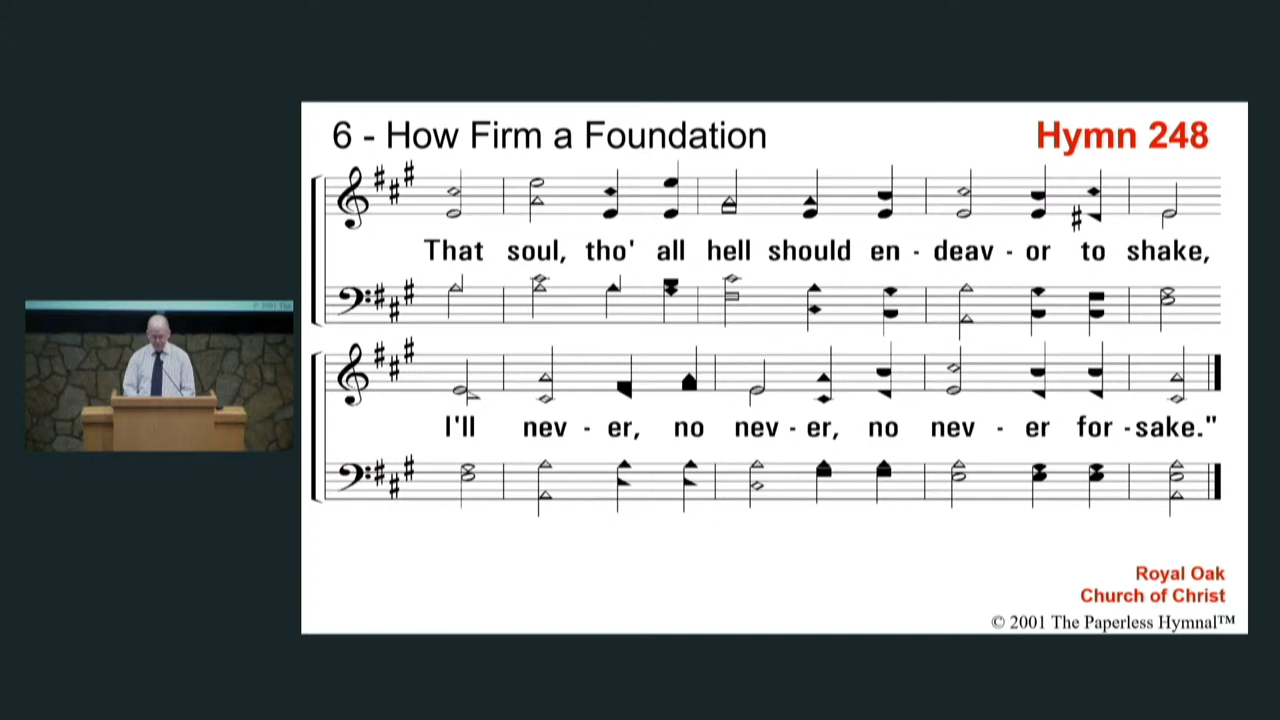 6 - How Firm a Foundation
Hymn 248
That soul, tho' all hell should en - deav - or to shake,
I'll nev - er, no nev - er, no nev - er for - sake."
Royal Oak
Church of Christ
© 2001 The Paperless Hymnal™